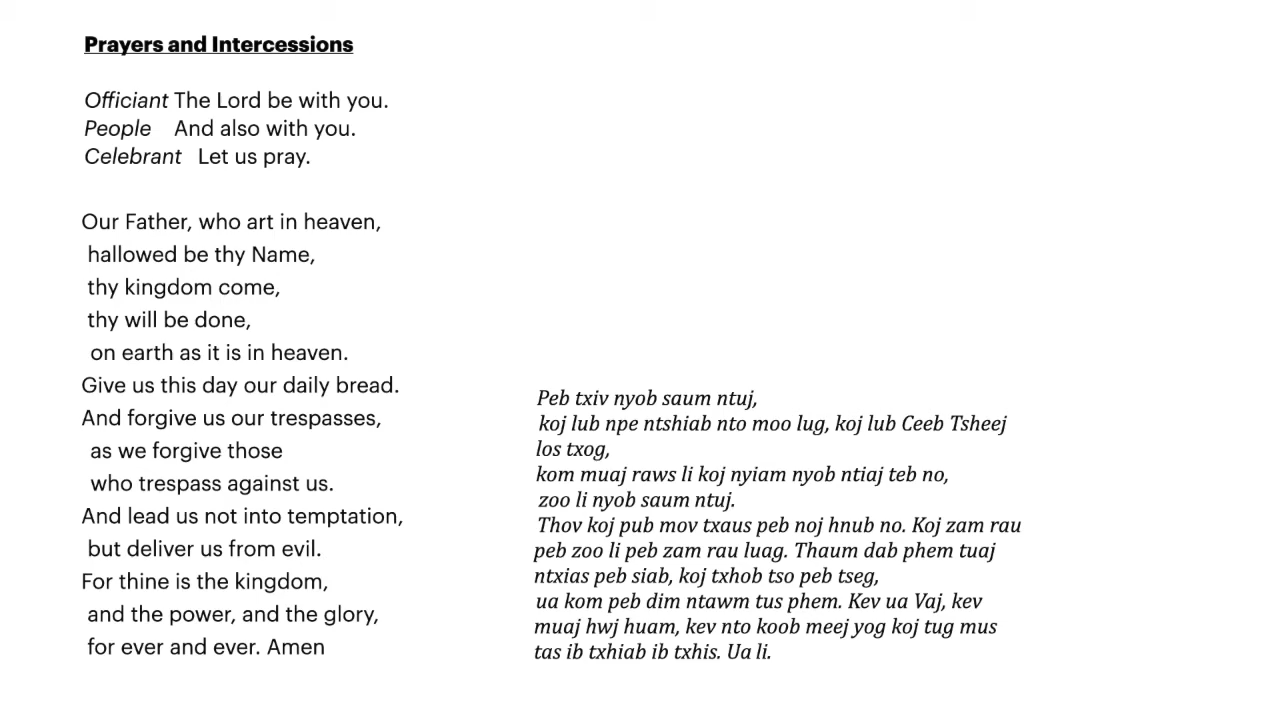 Prayers and Intercessions
Officiant The Lord be with you.
People And also with you.
Celebrant Let us pray.
Our Father, who art in heaven,
hallowed be thy Name,
thy kingdom come,
thy will be done,
on earth as it is in heaven.
Give us this day our daily bread.
And forgive us our trespasses,
as we forgive those
who trespass against us.
And lead us not into temptation,
but deliver us from evil.
For thine is the kingdom,
and the power, and the glory,
for ever and ever. Amen
Peb txiv nyob saum ntuj,
koj lub npe ntshiab nto moo lug, koj lub Ceeb Tsheej
los txog,
kom muaj raws li koj nyiam nyob ntiaj teb no,
zoo li nyob saum ntuj.
Thov koj pub mov txaus peb noj hnub no. Koj zam rau
peb zoo li peb zam rau luag. Thaum dab phem tuaj
ntxias peb siab, koj txhob tso peb tseg,
ua kom peb dim ntawm tus phem. Kev ua Vaj, kev
muaj hwj huam, kev nto koob meej yog koj tug mus
tas ib txhiab ib txhis. Ua li.